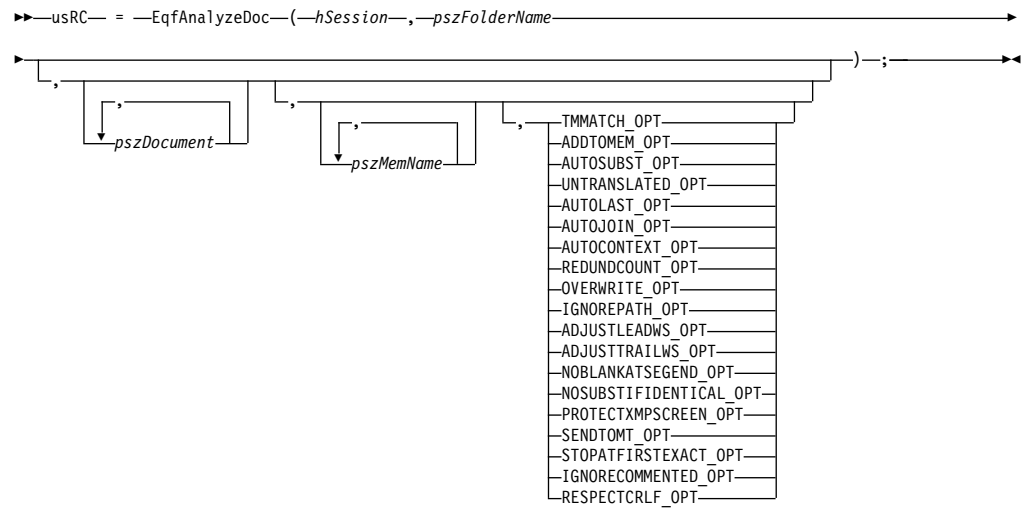 usRC = EqfAnalyzeDoc ( hSession , pszFolderName
) ;
, , ,
, , , TMMATCH_OPT
pszDocument pszMemName ADDTOMEM_OPT
AUTOSUBST_OPT
UNTRANSLATED_OPT
AUTOLAST_OPT
AUTOJOIN_OPT
AUTOCONTEXT_OPT
REDUNDCOUNT_OPT
OVERWRITE_OPT
IGNOREPATH_OPT
ADJUSTLEADWS_OPT
ADJUSTTRAILWS_OPT
NOBLANKATSEGEND_OPT
NOSUBSTIFIDENTICAL_OPT
PROTECTXMPSCREEN_OPT
SENDTOMT_OPT
STOPATFIRSTEXACT_OPT
IGNORECOMMENTED_OPT
RESPECTCRLF_OPT